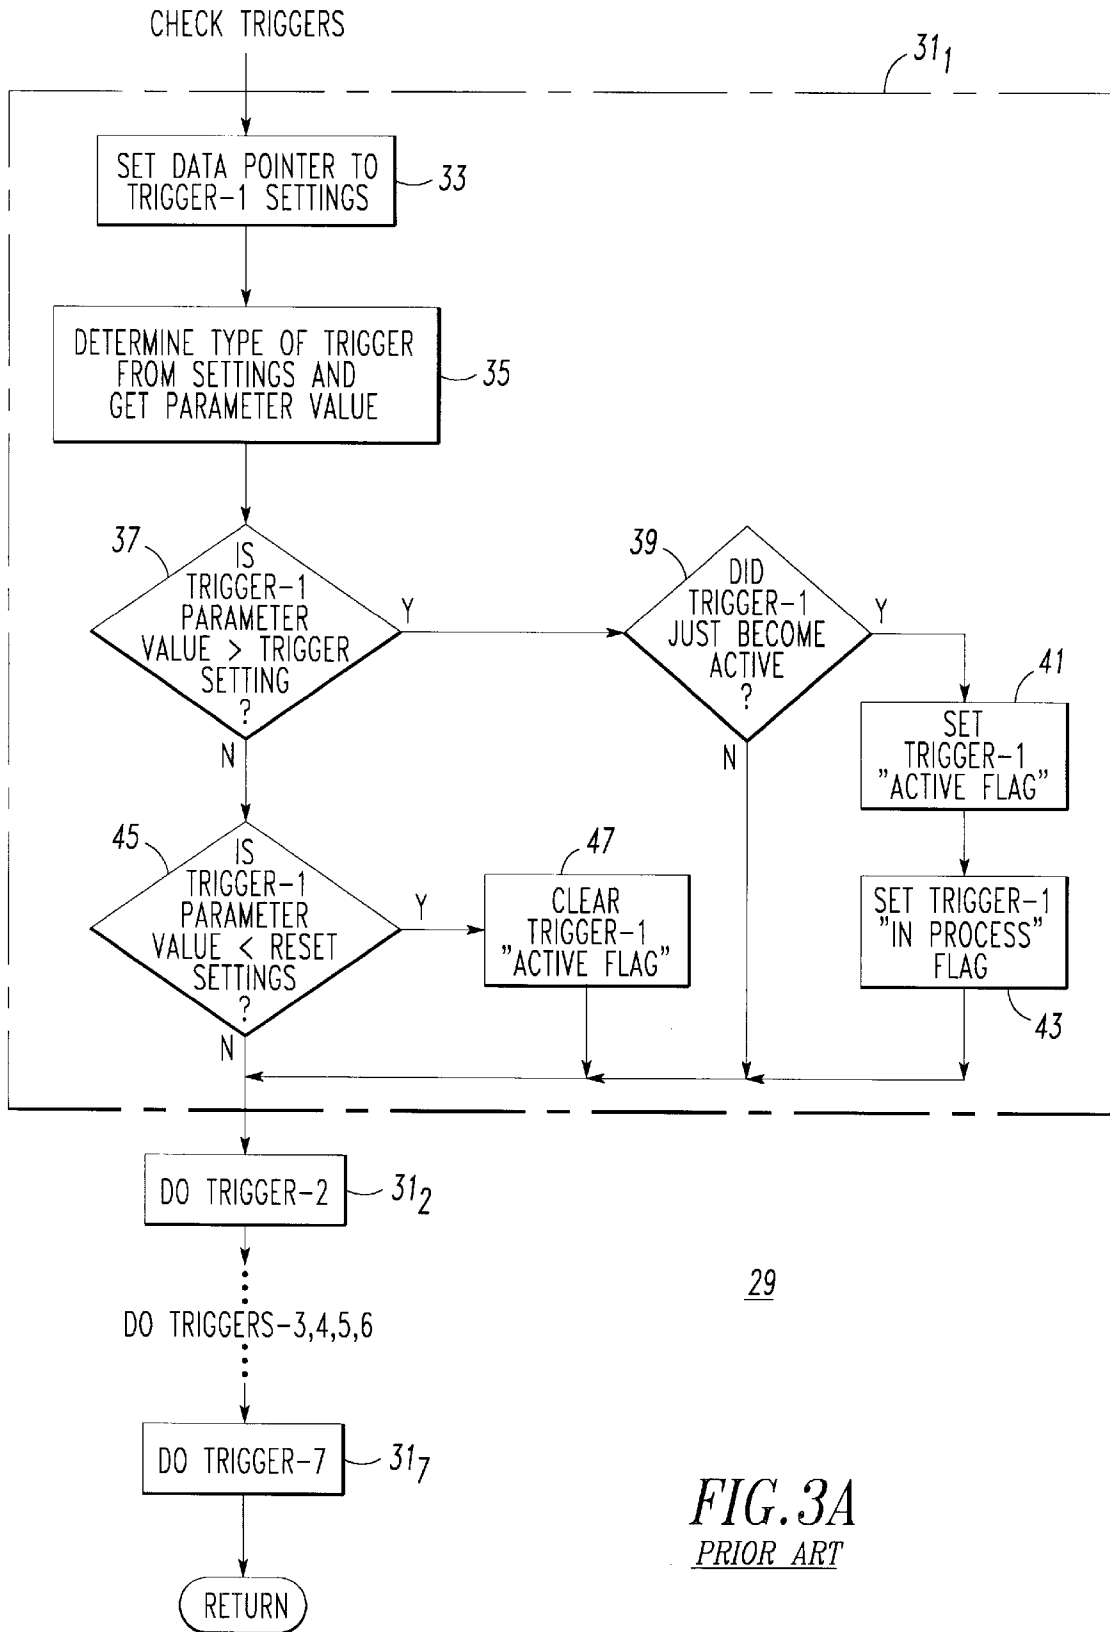 CHECK TRIGGERS
31₁
SET DATA POINTER TO
TRIGGER-1 SETTINGS
33
DETERMINE TYPE OF TRIGGER
FROM SETTINGS AND
GET PARAMETER VALUE
35
37
IS
TRIGGER-1
PARAMETER
VALUE > TRIGGER
SETTING
?
Y
N
39
DID
TRIGGER-1
JUST BECOME
ACTIVE
?
Y
N
41
SET
TRIGGER-1
"ACTIVE FLAG"
SET TRIGGER-1
"IN PROCESS"
FLAG
43
45
IS
TRIGGER-1
PARAMETER
VALUE < RESET
SETTINGS
?
Y
N
47
CLEAR
TRIGGER-1
"ACTIVE FLAG"
DO TRIGGER-2
31₂
DO TRIGGERS-3,4,5,6
29
DO TRIGGER-7
31₇
RETURN
FIG.3A
PRIOR ART